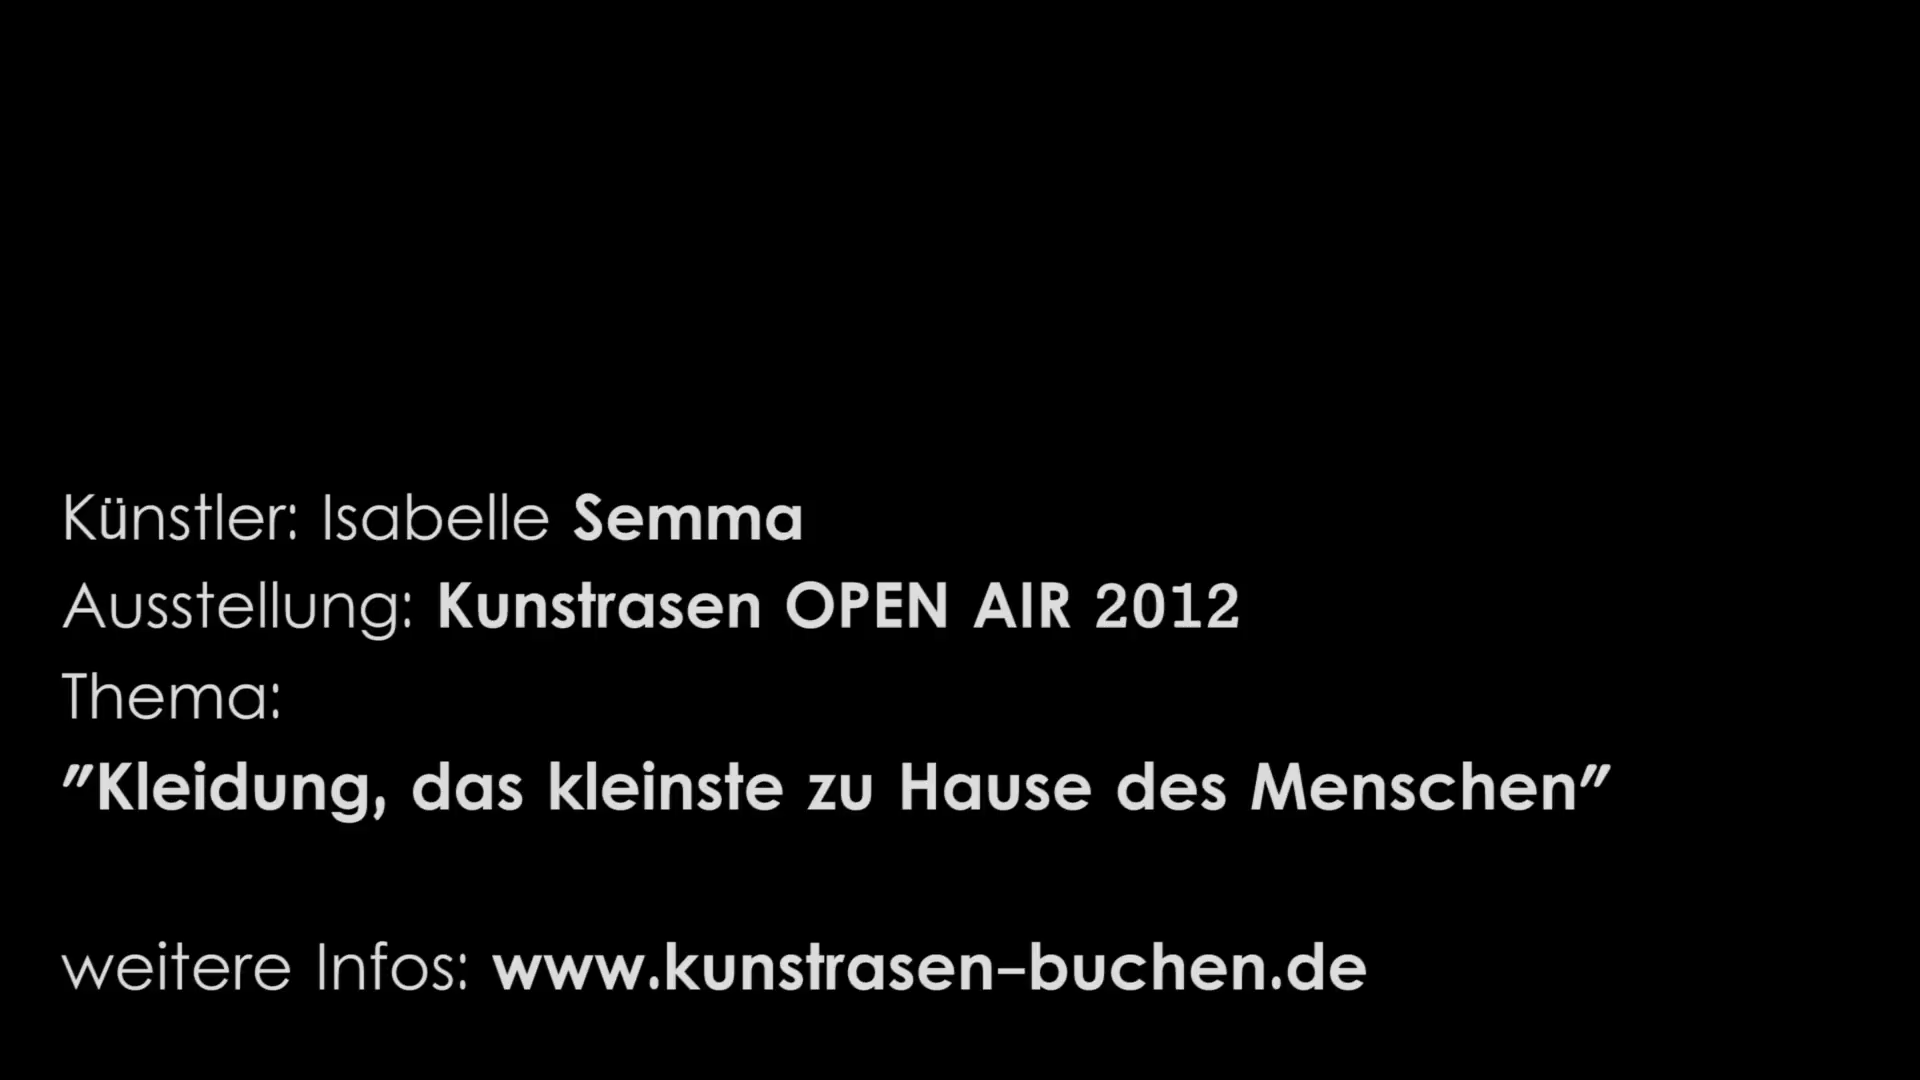 Künstler: Isabelle Semma
Ausstellung: Kunstrasen OPEN AIR 2012
Thema:
"Kleidung, das kleinste zu Hause des Menschen"
weitere Infos: www.kunstrasen-buchen.de